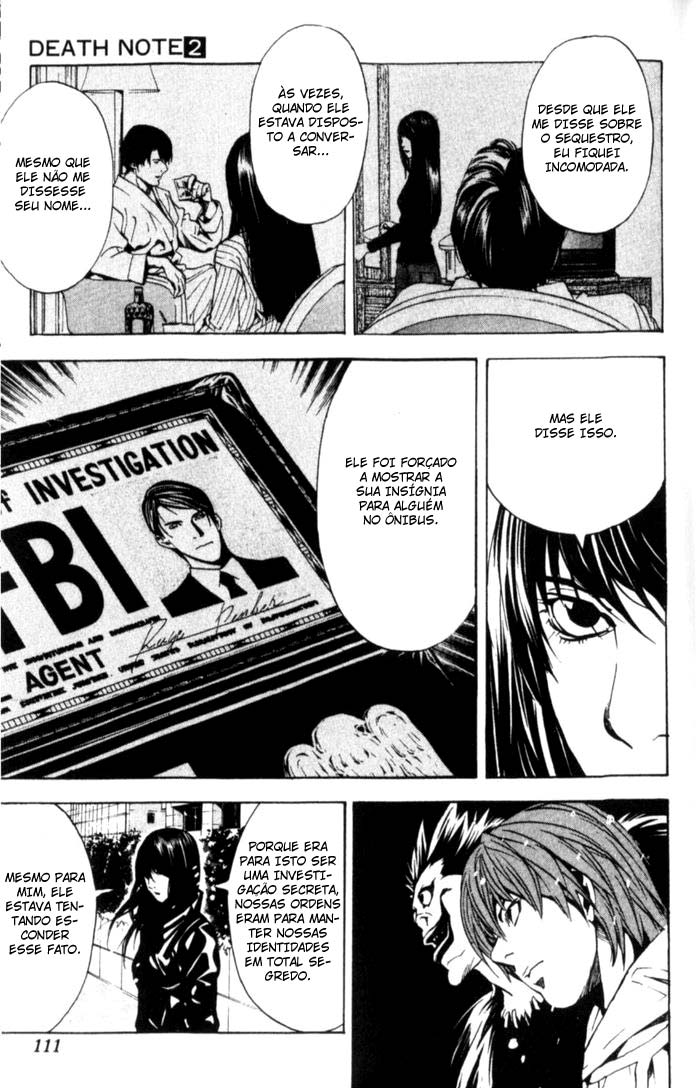 DEATH NOTE 2
DESDE QUE ELE
ME DISSE SOBRE
O SEQUESTRO,
EU FIQUEI
INCOMODADA.
ÀS VEZES,
QUANDO ELE
ESTAVA DISPOS-
TO A CONVER-
SAR...
MESMO QUE
ELE NÃO ME
DISSESSE
SEU NOME...
MAS ELE
DISSE ISSO.
ELE FOI FORÇADO
A MOSTRAR A
SUA INSÍGNIA
PARA ALGUÉM
NO ÔNIBUS.
OF INVESTIGATION
FBI
AGENT
PORQUE ERA
PARA ISTO SER
UMA INVESTI-
GAÇÃO SECRETA,
NOSSAS ORDENS
ERAM PARA MAN-
TER NOSSAS
IDENTIDADES
EM TOTAL SE-
GREDO.
MESMO PARA
MIM, ELE
ESTAVA TEN-
TANDO ES-
CONDER
ESSE FATO.
111